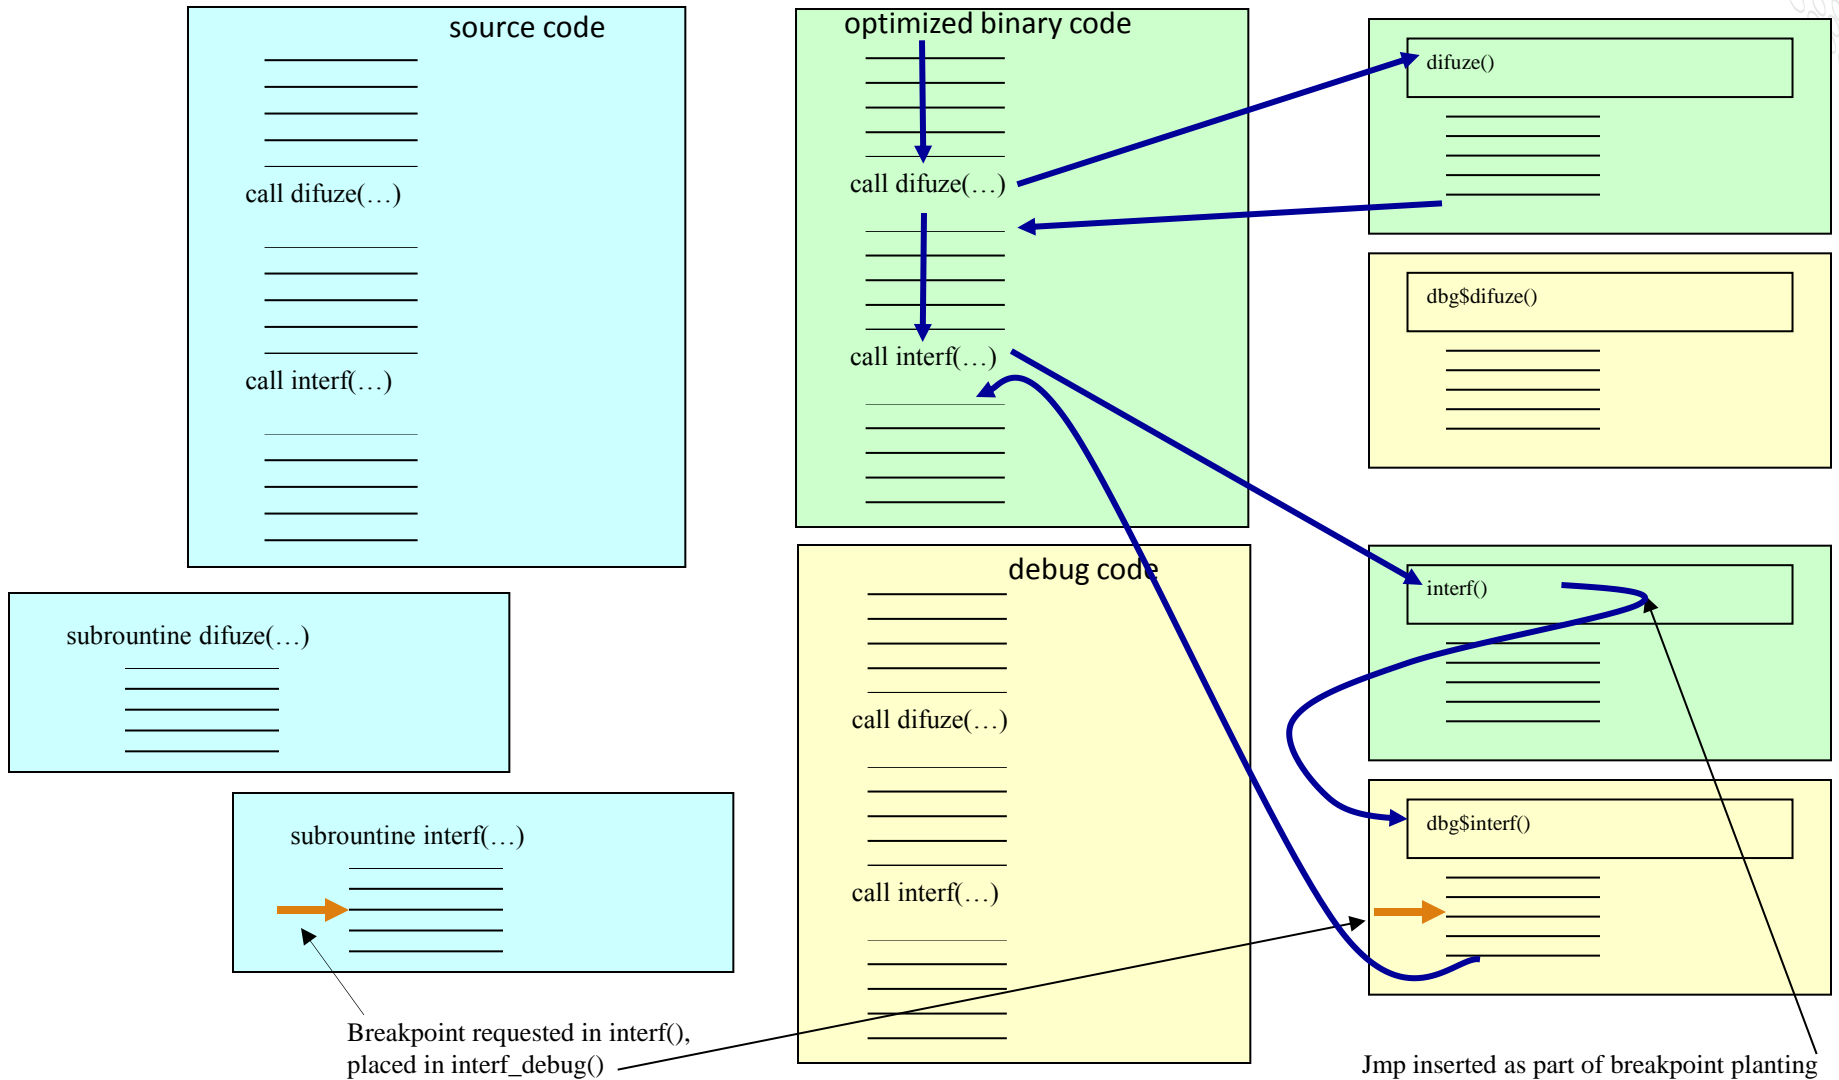 source code
call difuze(…)
call interf(…)
subrountine difuze(…)
subrountine interf(…)
Breakpoint requested in interf(),
placed in interf_debug()
optimized binary code
call difuze(…)
call interf(…)
debug code
call difuze(…)
call interf(…)
difuze()
dbg$difuze()
interf()
dbg$interf()
Jmp inserted as part of breakpoint planting